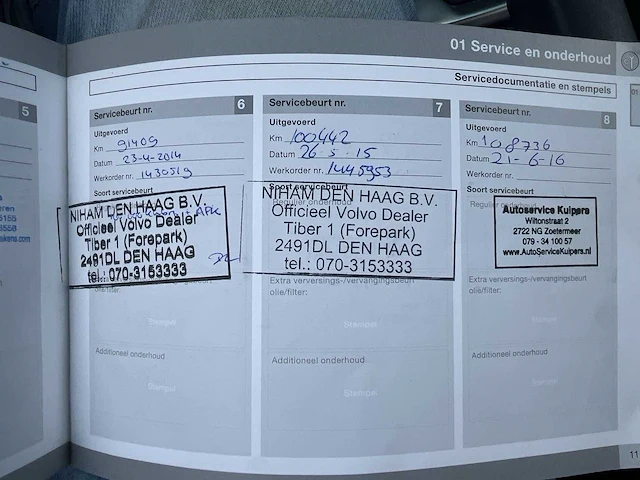 01 Service en onderhoud
Servicedocumentatie en stempels
5
Servicebeurt nr. 6
Uitgevoerd
Km 91409
Datum 23-4-2014
Werkorder nr. 1430519
Soort servicebeurt
APK
NIHAM DEN HAAG B.V.
Officieel Volvo Dealer
Tiber 1 (Forepark)
2491DL DEN HAAG
tel.: 070-3153333
olie/filter:
Stempel
Additioneel onderhoud
Stempel
Servicebeurt nr. 7
Uitgevoerd
Km 100442
Datum 26-5-15
Werkorder nr. 1445953
Soort servicebeurt
Regulier onderhoud
NIHAM DEN HAAG B.V.
Officieel Volvo Dealer
Tiber 1 (Forepark)
2491DL DEN HAAG
tel.: 070-3153333
Extra verversings-/vervangingsbeurt
olie/filter:
Stempel
Additioneel onderhoud
Stempel
Servicebeurt nr. 8
Uitgevoerd
Km 108736
Datum 21-6-16
Werkorder nr.
Soort servicebeurt
Autoservice Kuipers
Wiltonstraat 2
2722 NG Zoetermeer
079 - 34 100 57
www.AutoServiceKuipers.nl
Extra verversings-/vervangingsbeurt
olie/filter:
Stempel
Additioneel onderhoud
Stempel
11